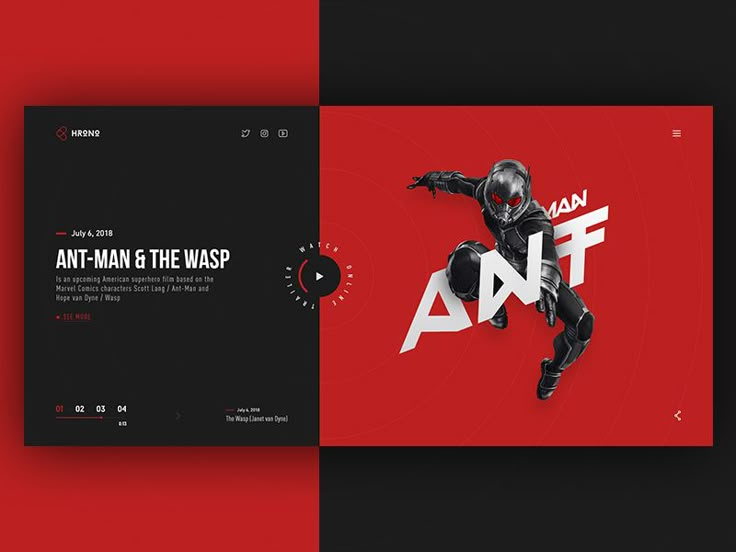 HRONO
July 6, 2018
ANT-MAN & THE WASP
Is an upcoming American superhero film based on the
Marvel Comics characters Scott Lang / Ant-Man and
Hope van Dyne / Wasp
SEE MORE
WATCH ONLINE TRAILER
MAN
ANT
01 02 03 04
0/13
July 6, 2018
The Wasp (Janet van Dyne)